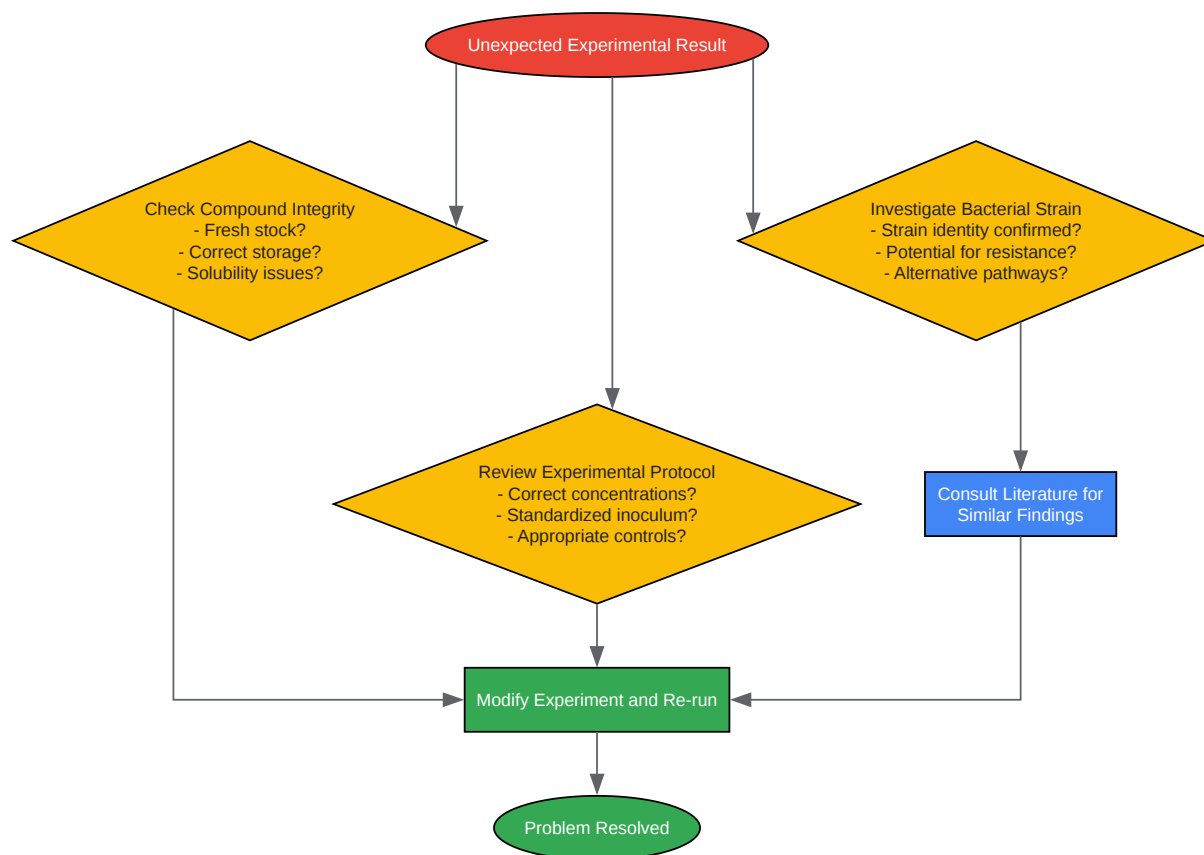 Unexpected Experimental Result
Check Compound Integrity
- Fresh stock?
- Correct storage?
- Solubility issues?
Investigate Bacterial Strain
- Strain identity confirmed?
- Potential for resistance?
- Alternative pathways?
Review Experimental Protocol
- Correct concentrations?
- Standardized inoculum?
- Appropriate controls?
Consult Literature for
Similar Findings
Modify Experiment and Re-run
Problem Resolved